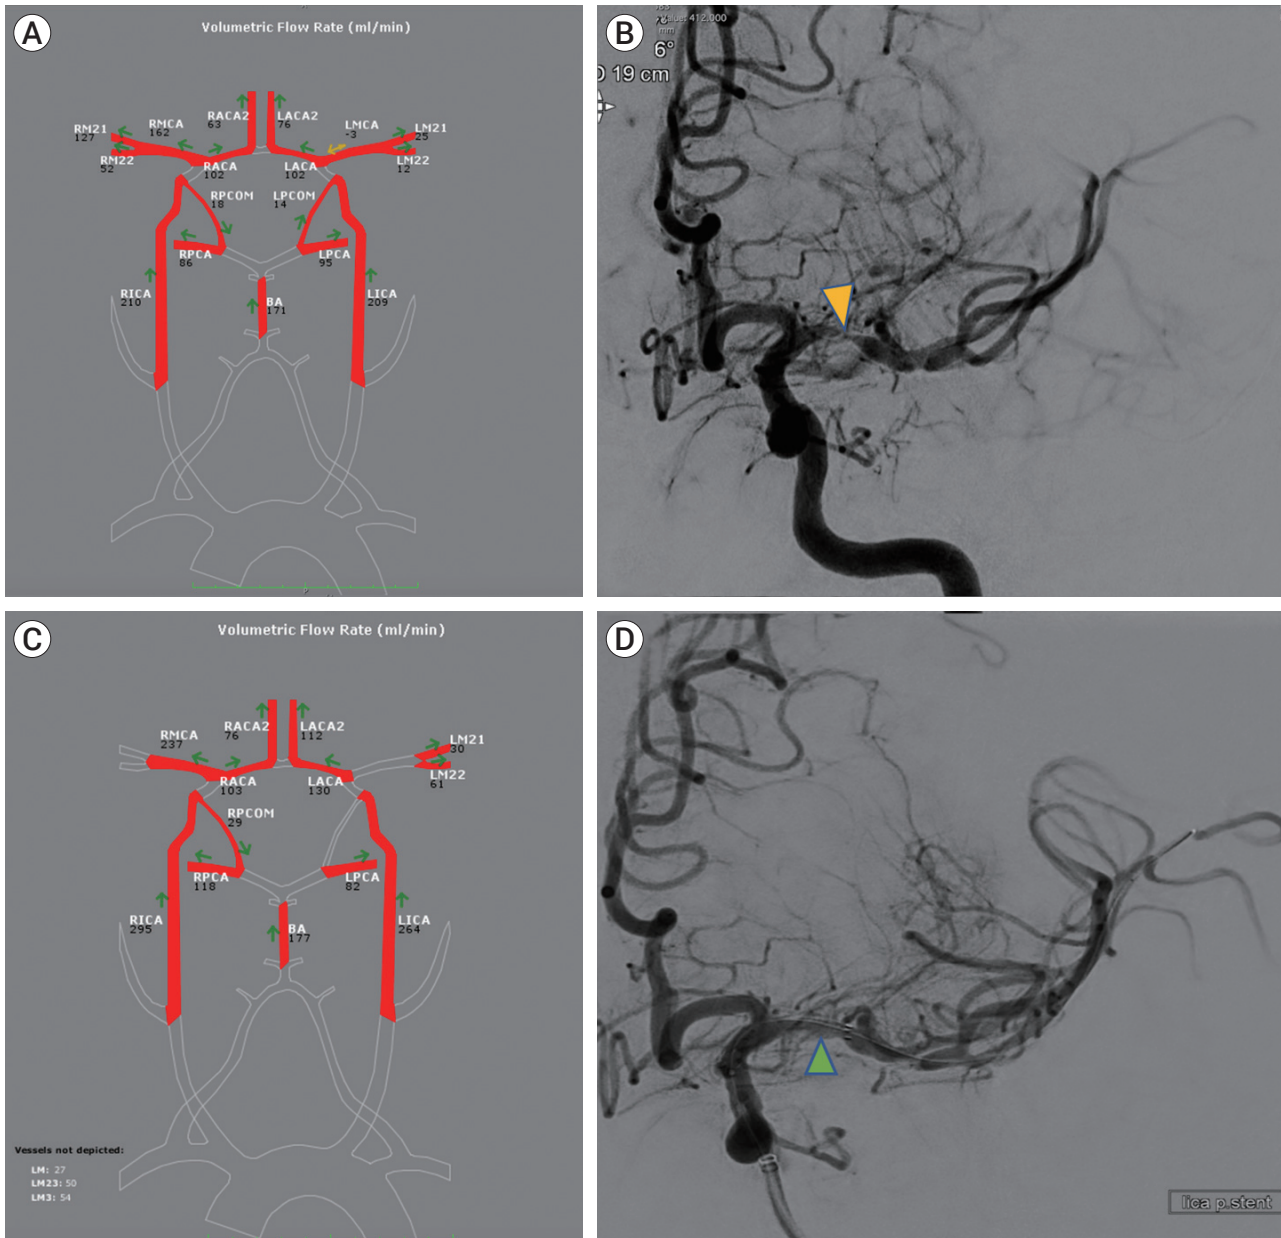 A
Volumetric Flow Rate (ml/min)
RACA2
63
LACA2
76
RMCA
162
LMCA
-3
RM21
127
LM21
25
RM22
52
LM22
12
RACA
102
LACA
102
RPCOM
18
LPCOM
14
RPCA
86
LPCA
95
RICA
210
BA
171
LICA
209
B
Value: 412.000
mm
6°
19 cm
C
Volumetric Flow Rate (ml/min)
RACA2
76
LACA2
112
RMCA
237
LM21
30
LM22
61
RACA
103
LACA
130
RPCOM
29
RPCA
118
LPCA
82
RICA
295
BA
177
LICA
264
Vessels not depicted:
LM: 27
LM23: 50
LM3: 54
D
lica p.stent